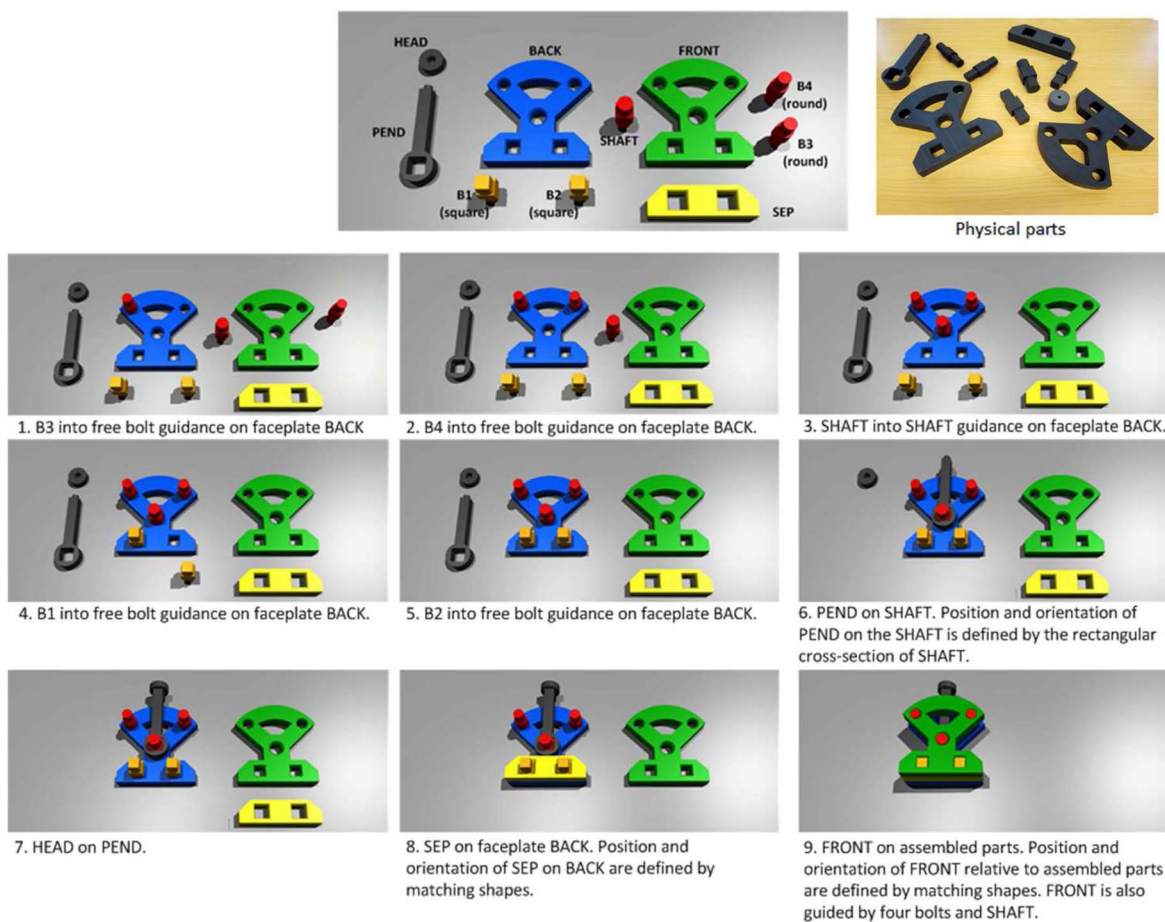 HEAD
BACK
FRONT
B4
(round)
PEND
SHAFT
B3
(round)
B1
(square)
B2
(square)
SEP
Physical parts
1. B3 into free bolt guidance on faceplate BACK
2. B4 into free bolt guidance on faceplate BACK.
3. SHAFT into SHAFT guidance on faceplate BACK.
4. B1 into free bolt guidance on faceplate BACK.
5. B2 into free bolt guidance on faceplate BACK.
6. PEND on SHAFT. Position and orientation of
PEND on the SHAFT is defined by the rectangular
cross-section of SHAFT.
7. HEAD on PEND.
8. SEP on faceplate BACK. Position and
orientation of SEP on BACK are defined by
matching shapes.
9. FRONT on assembled parts. Position and
orientation of FRONT relative to assembled parts
are defined by matching shapes. FRONT is also
guided by four bolts and SHAFT.